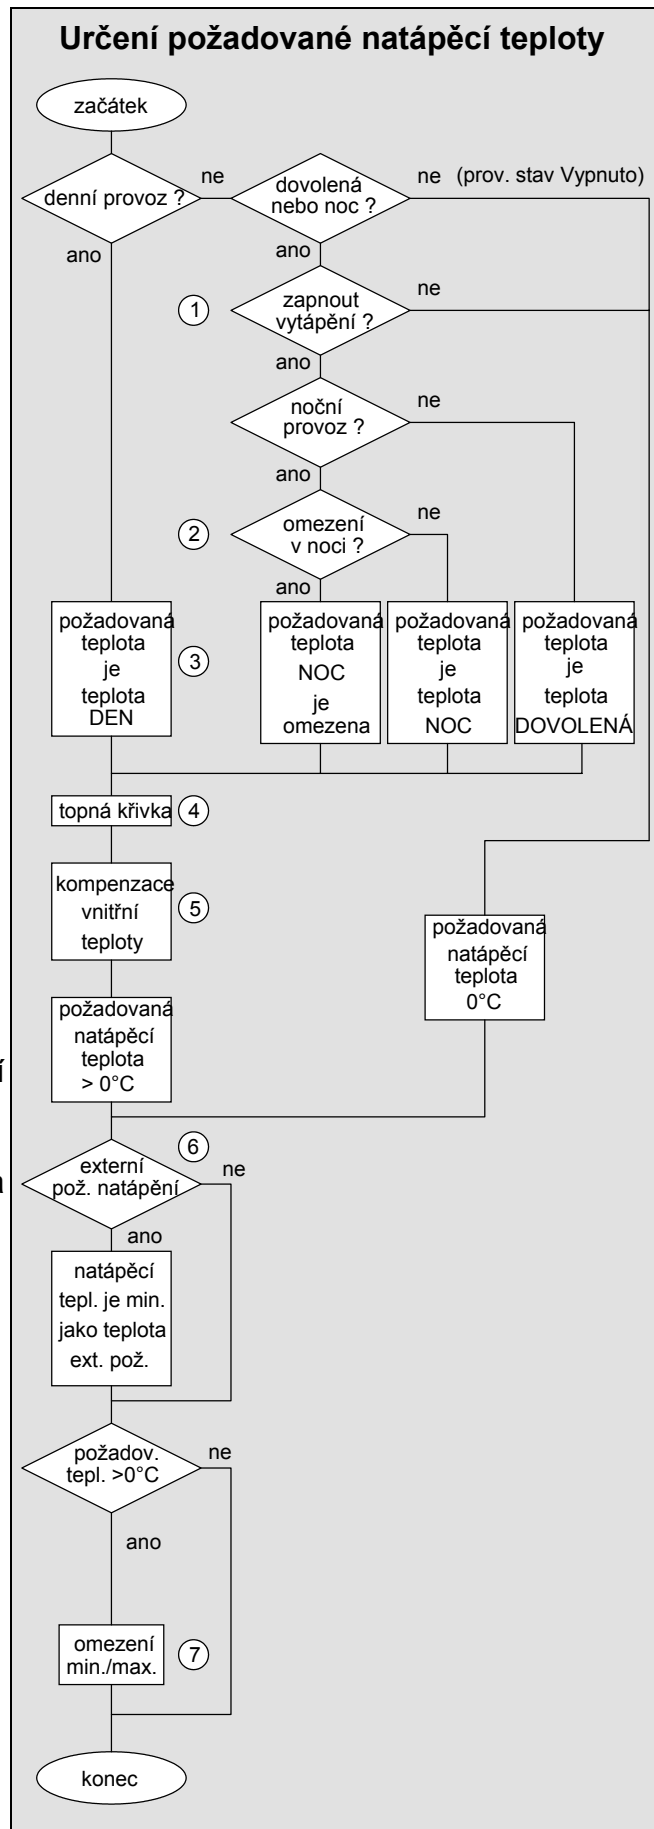 Určení požadované natápěcí teploty
začátek
denní provoz ?
ne
dovolená
nebo noc ?
ne
(prov. stav Vypnuto)
ano
ano
1
zapnout
vytápění ?
ne
ano
noční
provoz ?
ne
ano
2
omezení
v noci ?
ne
ano
požadovaná
teplota
je
teplota
DEN
3
požadovaná
teplota
NOC
je
omezena
požadovaná
teplota
je
teplota
NOC
požadovaná
teplota
je
teplota
DOVOLENÁ
topná křivka
4
kompenzace
vnitřní
teploty
5
požadovaná
natápěcí
teplota
0°C
požadovaná
natápěcí
teplota
> 0°C
í
6
externí
pož. natápění
ne
ano
natápěcí
tepl. je min.
jako teplota
ext. pož.
požadov.
tepl. >0°C
ne
ano
omezení
min./max.
7
konec